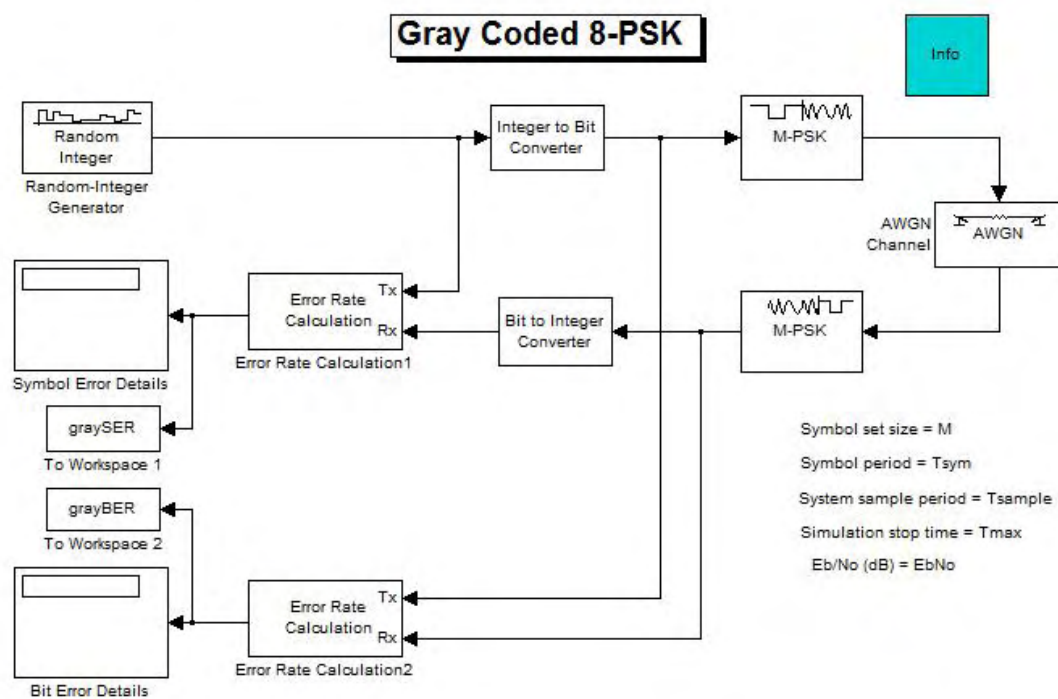 Gray Coded 8-PSK
Info
Random
Integer
Random-Integer
Generator
Integer to Bit
Converter
M-PSK
AWGN
Channel
AWGN
Error Rate
Calculation
Tx
Rx
Error Rate Calculation1
Bit to Integer
Converter
M-PSK
Symbol Error Details
graySER
To Workspace 1
grayBER
To Workspace 2
Symbol set size = M
Symbol period = Tsym
System sample period = Tsample
Simulation stop time = Tmax
Eb/No (dB) = EbNo
Error Rate
Calculation
Tx
Rx
Error Rate Calculation2
Bit Error Details